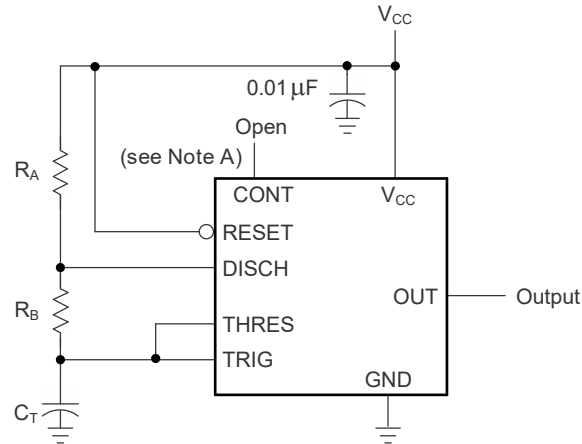 VCC
0.01 µF
Open
(see Note A)
RA
CONT
VCC
RESET
DISCH
RB
OUT
Output
THRES
TRIG
GND
CT